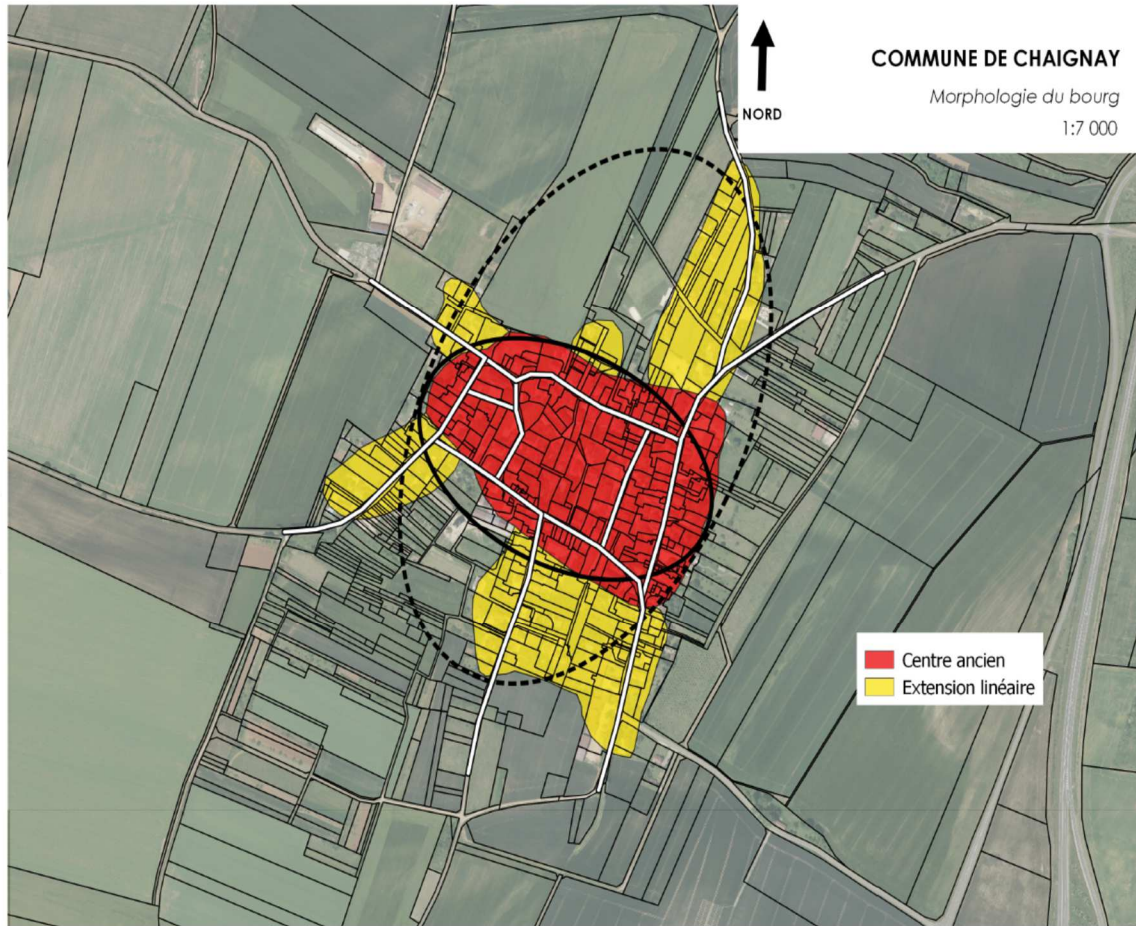 COMMUNE DE CHAIGNAY
Morphologie du bourg
1:7 000
NORD
Centre ancien
Extension linéaire